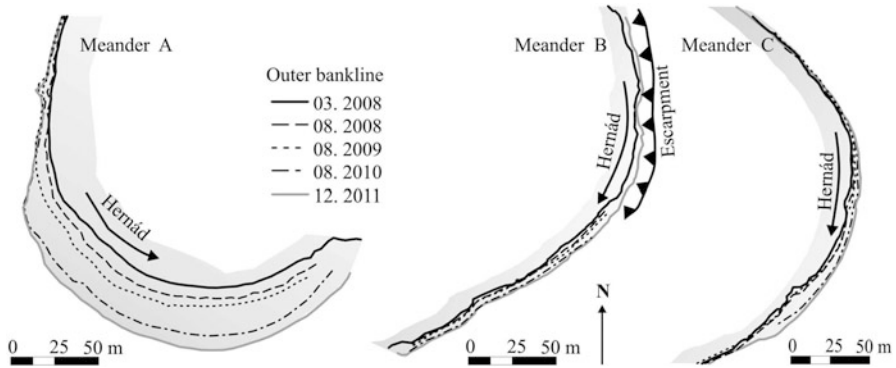 Meander A
Meander B
Meander C
Outer bankline
03. 2008
08. 2008
08. 2009
08. 2010
12. 2011
Hernád
Hernád
Escarpment
Hernád
N
0 25 50 m
0 25 50 m
0 25 50 m